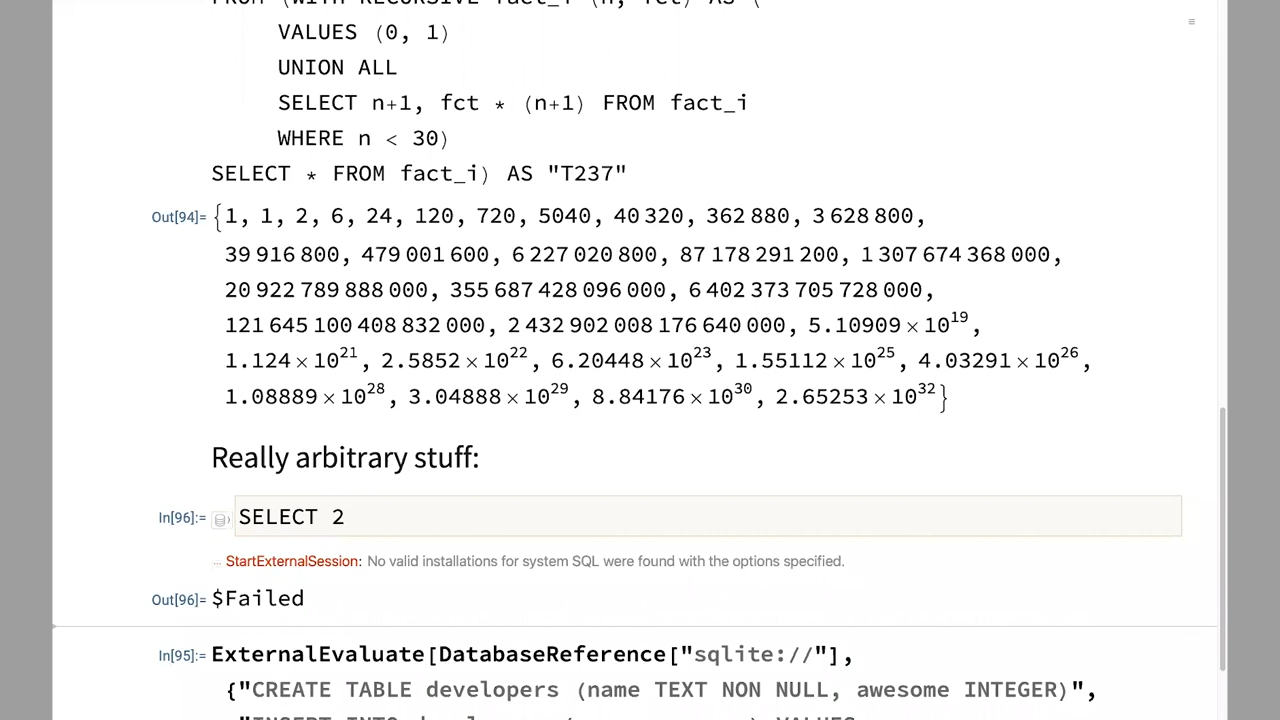 FROM (WITH RECURSIVE fact_i (n, fct) AS (
VALUES (0, 1)
UNION ALL
SELECT n+1, fct * (n+1) FROM fact_i
WHERE n < 30)
SELECT * FROM fact_i) AS "T237"
Out[94]= {1, 1, 2, 6, 24, 120, 720, 5040, 40 320, 362 880, 3 628 800,
39 916 800, 479 001 600, 6 227 020 800, 87 178 291 200, 1 307 674 368 000,
20 922 789 888 000, 355 687 428 096 000, 6 402 373 705 728 000,
121 645 100 408 832 000, 2 432 902 008 176 640 000, 5.10909 × 10^19,
1.124 × 10^21, 2.5852 × 10^22, 6.20448 × 10^23, 1.55112 × 10^25, 4.03291 × 10^26,
1.08889 × 10^28, 3.04888 × 10^29, 8.84176 × 10^30, 2.65253 × 10^32}
Really arbitrary stuff:
In[96]:= SELECT 2
... StartExternalSession: No valid installations for system SQL were found with the options specified.
Out[96]= $Failed
In[95]:= ExternalEvaluate[DatabaseReference["sqlite://"],
{"CREATE TABLE developers (name TEXT NON NULL, awesome INTEGER)",